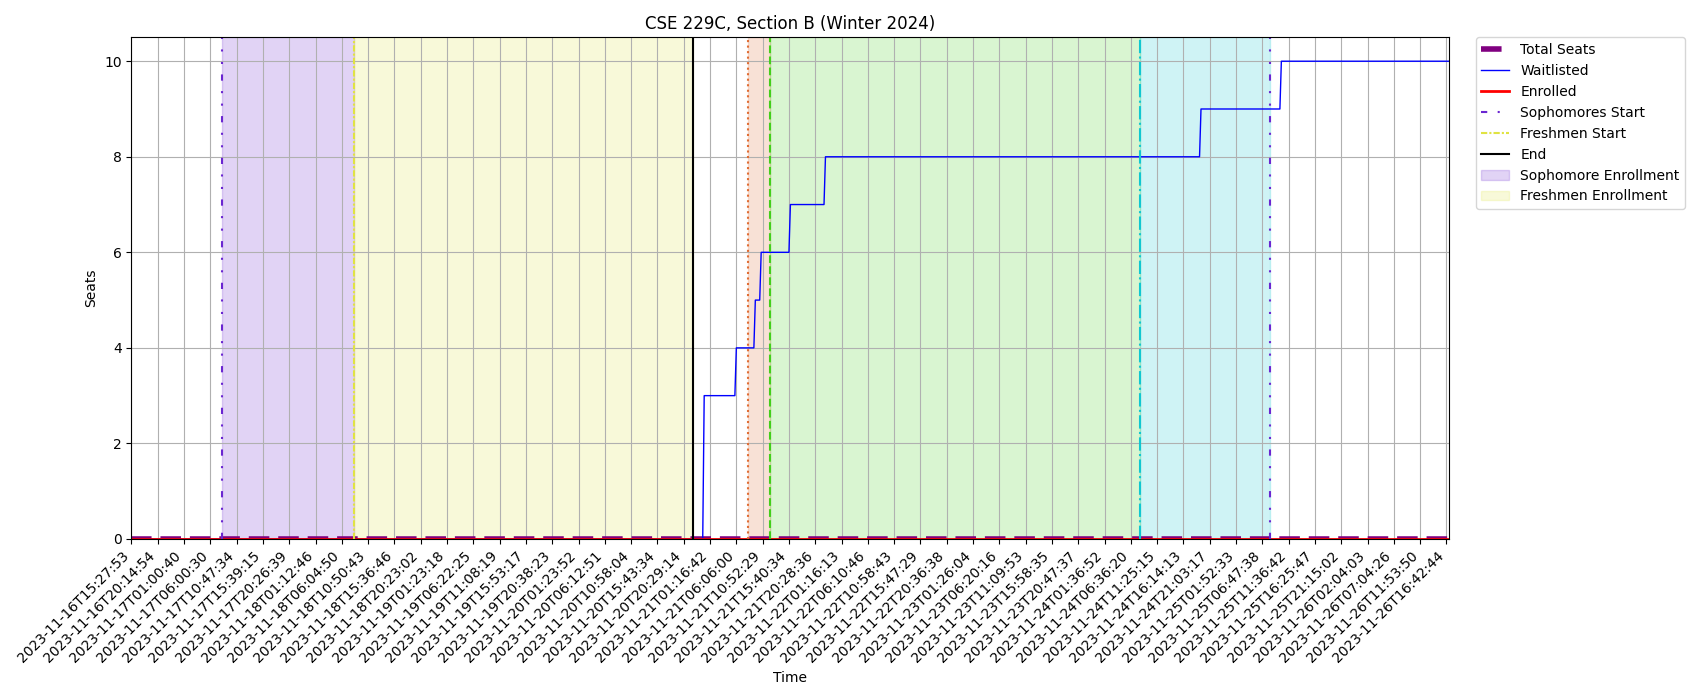 CSE 229C, Section B (Winter 2024)
Total Seats
Waitlisted
Enrolled
Sophomores Start
Freshmen Start
End
Sophomore Enrollment
Freshmen Enrollment
Seats
10
8
6
4
2
0
2023-11-16T15:27:53
2023-11-16T20:14:54
2023-11-17T01:00:40
2023-11-17T06:00:30
2023-11-17T10:47:34
2023-11-17T15:39:15
2023-11-17T20:26:39
2023-11-18T01:12:46
2023-11-18T06:04:50
2023-11-18T10:50:43
2023-11-18T15:36:46
2023-11-18T20:23:02
2023-11-19T01:23:18
2023-11-19T06:22:25
2023-11-19T11:08:19
2023-11-19T15:53:17
2023-11-19T20:38:23
2023-11-20T01:23:52
2023-11-20T06:12:51
2023-11-20T10:58:04
2023-11-20T15:43:34
2023-11-20T20:29:14
2023-11-21T01:16:42
2023-11-21T06:06:00
2023-11-21T10:52:29
2023-11-21T15:40:34
2023-11-21T20:28:36
2023-11-22T01:16:13
2023-11-22T06:10:46
2023-11-22T10:58:43
2023-11-22T15:47:29
2023-11-22T20:36:38
2023-11-23T01:26:04
2023-11-23T06:20:16
2023-11-23T11:09:53
2023-11-23T15:58:35
2023-11-23T20:47:37
2023-11-24T01:36:52
2023-11-24T06:36:20
2023-11-24T11:25:15
2023-11-24T16:14:13
2023-11-24T21:03:17
2023-11-25T01:52:33
2023-11-25T06:47:38
2023-11-25T11:36:42
2023-11-25T16:25:47
2023-11-25T21:15:02
2023-11-26T02:04:03
2023-11-26T07:04:26
2023-11-26T11:53:50
2023-11-26T16:42:44
Time